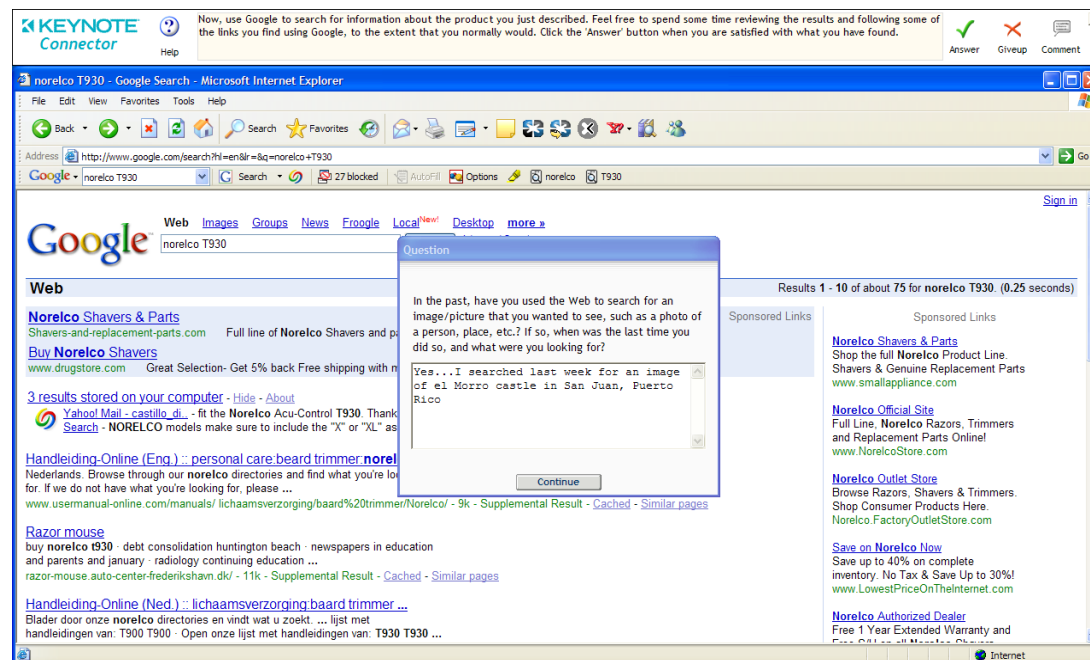 KEYNOTE
Connector
Help
Now, use Google to search for information about the product you just described. Feel free to spend some time reviewing the results and following some of
the links you find using Google, to the extent that you normally would. Click the 'Answer' button when you are satisfied with what you have found.
Answer Giveup Comment
norelco T930 - Google Search - Microsoft Internet Explorer
File Edit View Favorites Tools Help
Back Search Favorites
Address http://www.google.com/search?hl=en&lr=&q=norelco+T930 Go
Google norelco T930 Search 27 blocked AutoFill Options norelco T930
Sign in
Google
Web Images Groups News Froogle Local New! Desktop more »
norelco T930
Web Results 1 - 10 of about 75 for norelco T930. (0.25 seconds)
Norelco Shavers & Parts
Shavers-and-replacement-parts.com Full line of Norelco Shavers and
Buy Norelco Shavers
www.drugstore.com Great Selection- Get 5% back Free shipping with
Sponsored Links
3 results stored on your computer - Hide - About
Yahoo! Mail - castillo_di... - fit the Norelco Acu-Control T930. Thank
Search - NORELCO models make sure to include the "X" or "XL" as
Handleiding-Online (Eng.) :: personal care:beard trimmer:norel
Nederlands. Browse through our norelco directories and find what you're
for. If we do not have what you're looking for, please ...
www.usermanual-online.com/manuals/ lichaamsverzorging/baard%20trimmer/Norelco/ - 9k - Supplemental Result - Cached - Similar pages
Razor mouse
buy norelco t930 · debt consolidation huntington beach · newspapers in education
and parents and january · radiology continuing education ...
razor-mouse.auto-center-frederikshavn.dk/ - 11k - Supplemental Result - Cached - Similar pages
Handleiding-Online (Ned.) :: lichaamsverzorging:baard trimmer ...
Blader door onze norelco directories en vindt wat u zoekt. ... lijst met
handleidingen van: T900 T900 · Open onze lijst met handleidingen van: T930 T930 ...
Question
In the past, have you used the Web to search for an
image/picture that you wanted to see, such as a photo of
a person, place, etc.? If so, when was the last time you
did so, and what were you looking for?
Yes...I searched last week for an image
of el Morro castle in San Juan, Puerto
Rico
Continue
Sponsored Links
Norelco Shavers & Parts
Shop the full Norelco Product Line.
Shavers & Genuine Replacement Parts
www.smallappliance.com
Norelco Official Site
Full Line, Norelco Razors, Trimmers
and Replacement Parts Online!
www.NorelcoStore.com
Norelco Outlet Store
Browse Razors, Shavers & Trimmers.
Shop Consumer Products Here.
Norelco.FactoryOutletStore.com
Save on Norelco Now
Save up to 40% on complete
inventory. No Tax & Save Up to 30%!
www.LowestPriceOnTheInternet.com
Norelco Authorized Dealer
Free 1 Year Extended Warranty and
Internet